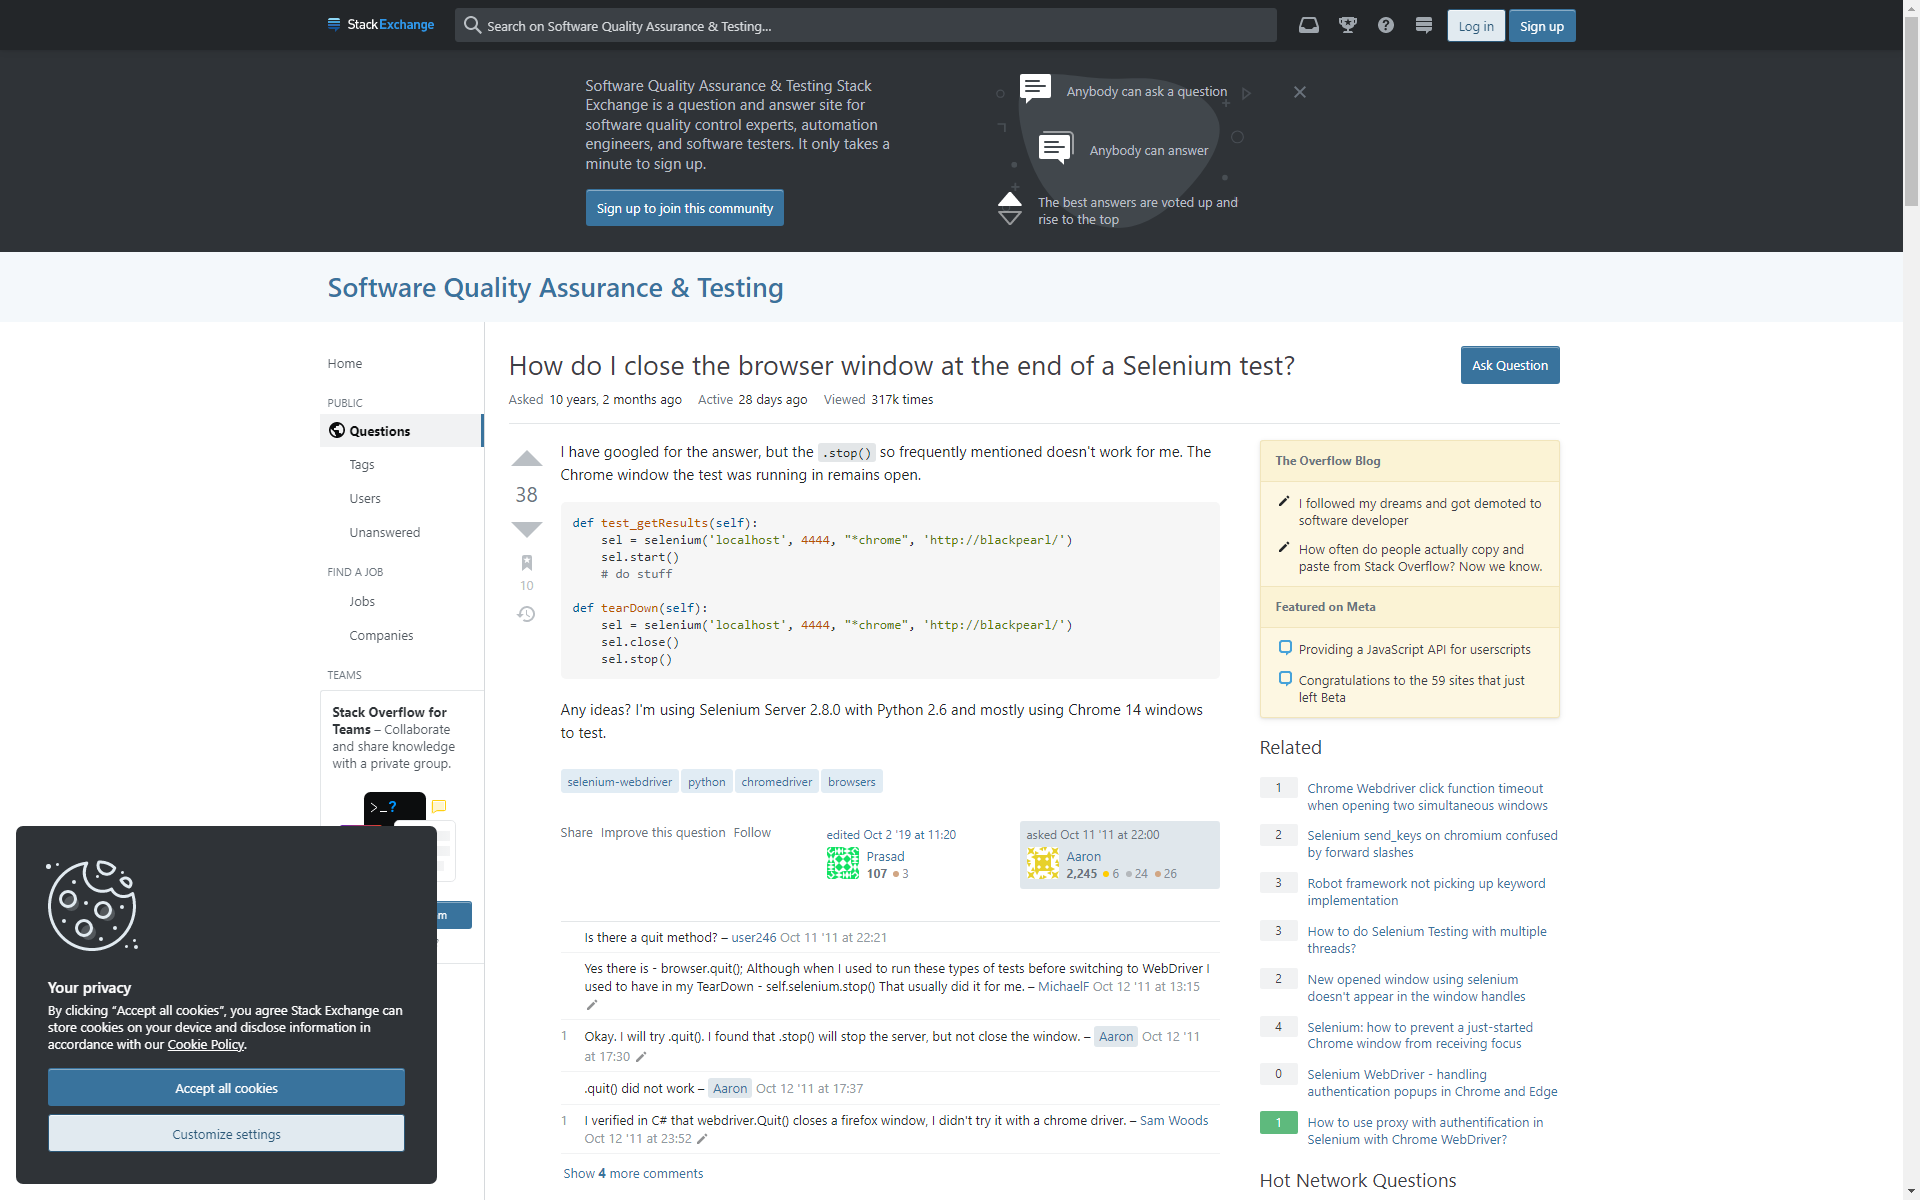 StackExchange
Search on Software Quality Assurance & Testing...
Log in
Sign up
Software Quality Assurance & Testing Stack
Exchange is a question and answer site for
software quality control experts, automation
engineers, and software testers. It only takes a
minute to sign up.
Sign up to join this community
Anybody can ask a question
Anybody can answer
The best answers are voted up and
rise to the top
Software Quality Assurance & Testing
Home
PUBLIC
Questions
Tags
Users
Unanswered
FIND A JOB
Jobs
Companies
TEAMS
Stack Overflow for
Teams – Collaborate
and share knowledge
with a private group.
>_?
How do I close the browser window at the end of a Selenium test?
Ask Question
Asked 10 years, 2 months ago Active 28 days ago Viewed 317k times
38
10
I have googled for the answer, but the .stop() so frequently mentioned doesn't work for me. The
Chrome window the test was running in remains open.
def test_getResults(self):
sel = selenium('localhost', 4444, "*chrome", 'http://blackpearl/')
sel.start()
# do stuff
def tearDown(self):
sel = selenium('localhost', 4444, "*chrome", 'http://blackpearl/')
sel.close()
sel.stop()
Any ideas? I'm using Selenium Server 2.8.0 with Python 2.6 and mostly using Chrome 14 windows
to test.
selenium-webdriver python chromedriver browsers
Share Improve this question Follow
edited Oct 2 '19 at 11:20
Prasad
107 3
asked Oct 11 '11 at 22:00
Aaron
2,245 6 24 26
Is there a quit method? – user246 Oct 11 '11 at 22:21
Yes there is - browser.quit(); Although when I used to run these types of tests before switching to WebDriver I
used to have in my TearDown - self.selenium.stop() That usually did it for me. – MichaelF Oct 12 '11 at 13:15
1 Okay. I will try .quit(). I found that .stop() will stop the server, but not close the window. – Aaron Oct 12 '11
at 17:30
.quit() did not work – Aaron Oct 12 '11 at 17:37
1 I verified in C# that webdriver.Quit() closes a firefox window, I didn't try it with a chrome driver. – Sam Woods
Oct 12 '11 at 23:52
Show 4 more comments
The Overflow Blog
I followed my dreams and got demoted to
software developer
How often do people actually copy and
paste from Stack Overflow? Now we know.
Featured on Meta
Providing a JavaScript API for userscripts
Congratulations to the 59 sites that just
left Beta
Related
1 Chrome Webdriver click function timeout
when opening two simultaneous windows
2 Selenium send_keys on chromium confused
by forward slashes
3 Robot framework not picking up keyword
implementation
3 How to do Selenium Testing with multiple
threads?
2 New opened window using selenium
doesn't appear in the window handles
4 Selenium: how to prevent a just-started
Chrome window from receiving focus
0 Selenium WebDriver - handling
authentication popups in Chrome and Edge
1 How to use proxy with authentification in
Selenium with Chrome WebDriver?
Hot Network Questions
Your privacy
By clicking “Accept all cookies”, you agree Stack Exchange can
store cookies on your device and disclose information in
accordance with our Cookie Policy.
Accept all cookies
Customize settings